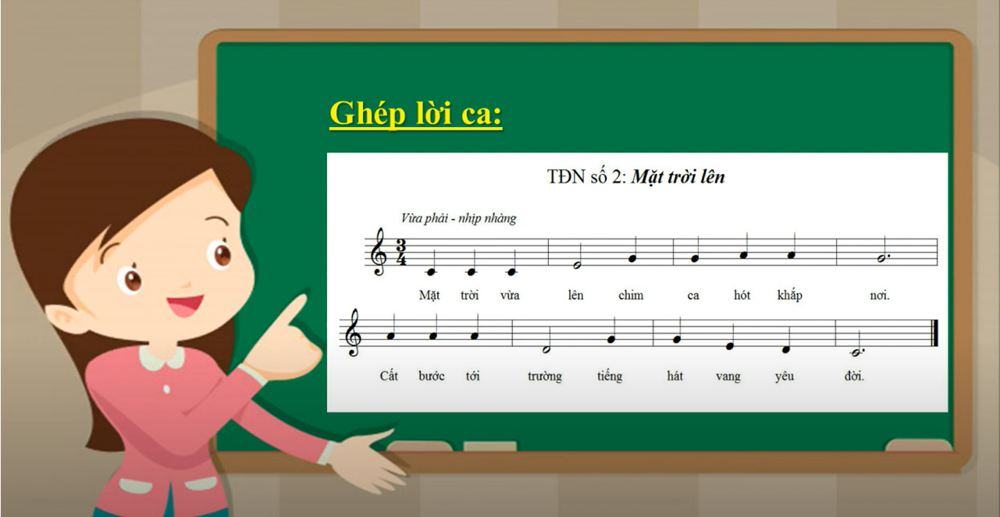 Ghép lời ca:
TĐN số 2: Mặt trời lên
Vừa phải - nhịp nhàng
3
4
Mặt trời vừa lên chim ca hót khắp nơi.
Cất bước tới trường tiếng hát vang yêu đời.